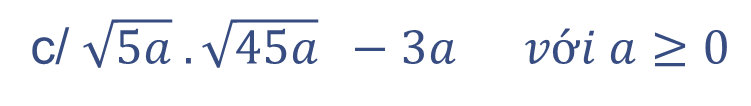 c/ √5a . √45a − 3a với a ≥ 0